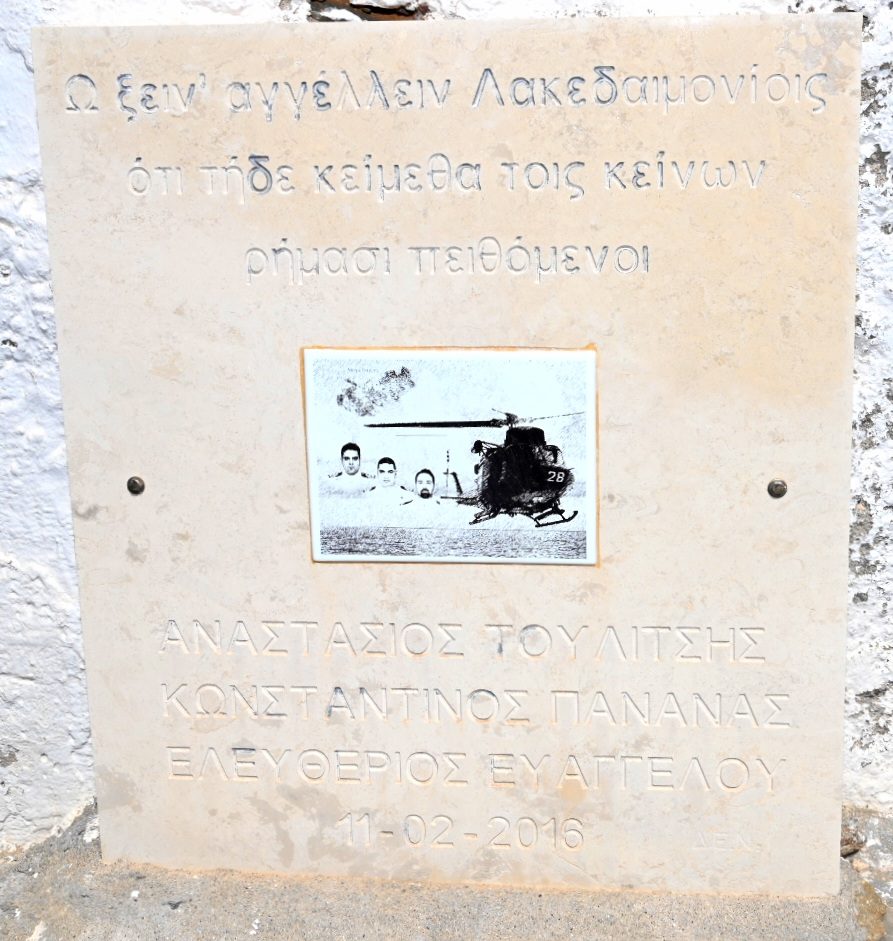 Ω ξειν' αγγέλλειν Λακεδαιμονίοις
ότι τήδε κείμεθα τοις κείνων
ρήμασι πειθόμενοι
28
ΑΝΑΣΤΑΣΙΟΣ ΤΟΥΛΙΤΣΗΣ
ΚΩΝΣΤΑΝΤΙΝΟΣ ΠΑΝΑΝΑΣ
ΕΛΕΥΘΕΡΙΟΣ ΕΥΑΓΓΕΛΟΥ
11-02-2016